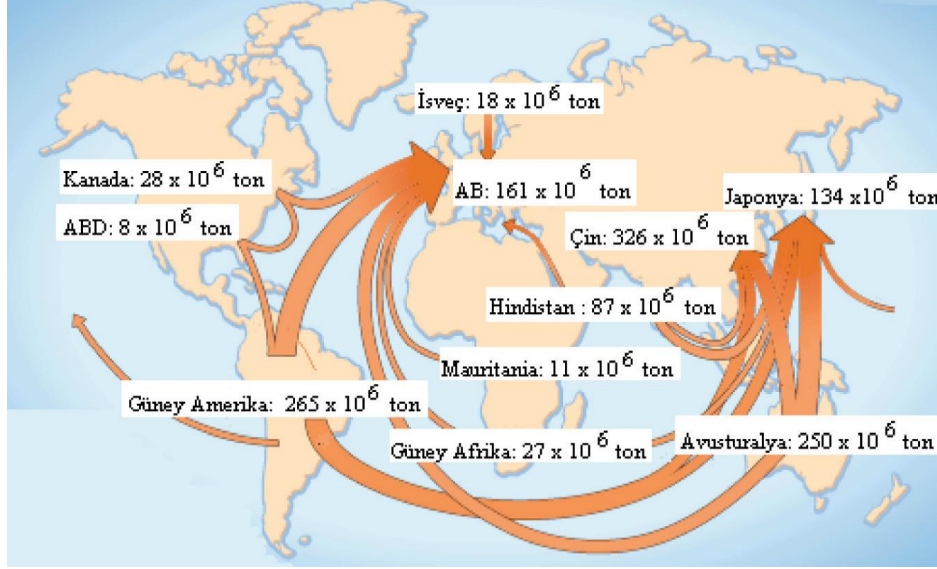 İsveç: 18 x 10⁶ ton
Kanada: 28 x 10⁶ ton
AB: 161 x 10⁶ ton
Japonya: 134 x10⁶ ton
ABD: 8 x 10⁶ ton
Çin: 326 x 10⁶ ton
Hindistan : 87 x 10⁶ ton
Mauritania: 11 x 10⁶ ton
Güney Amerika: 265 x 10⁶ ton
Güney Afrika: 27 x 10⁶ ton
Avusturalya: 250 x 10⁶ ton